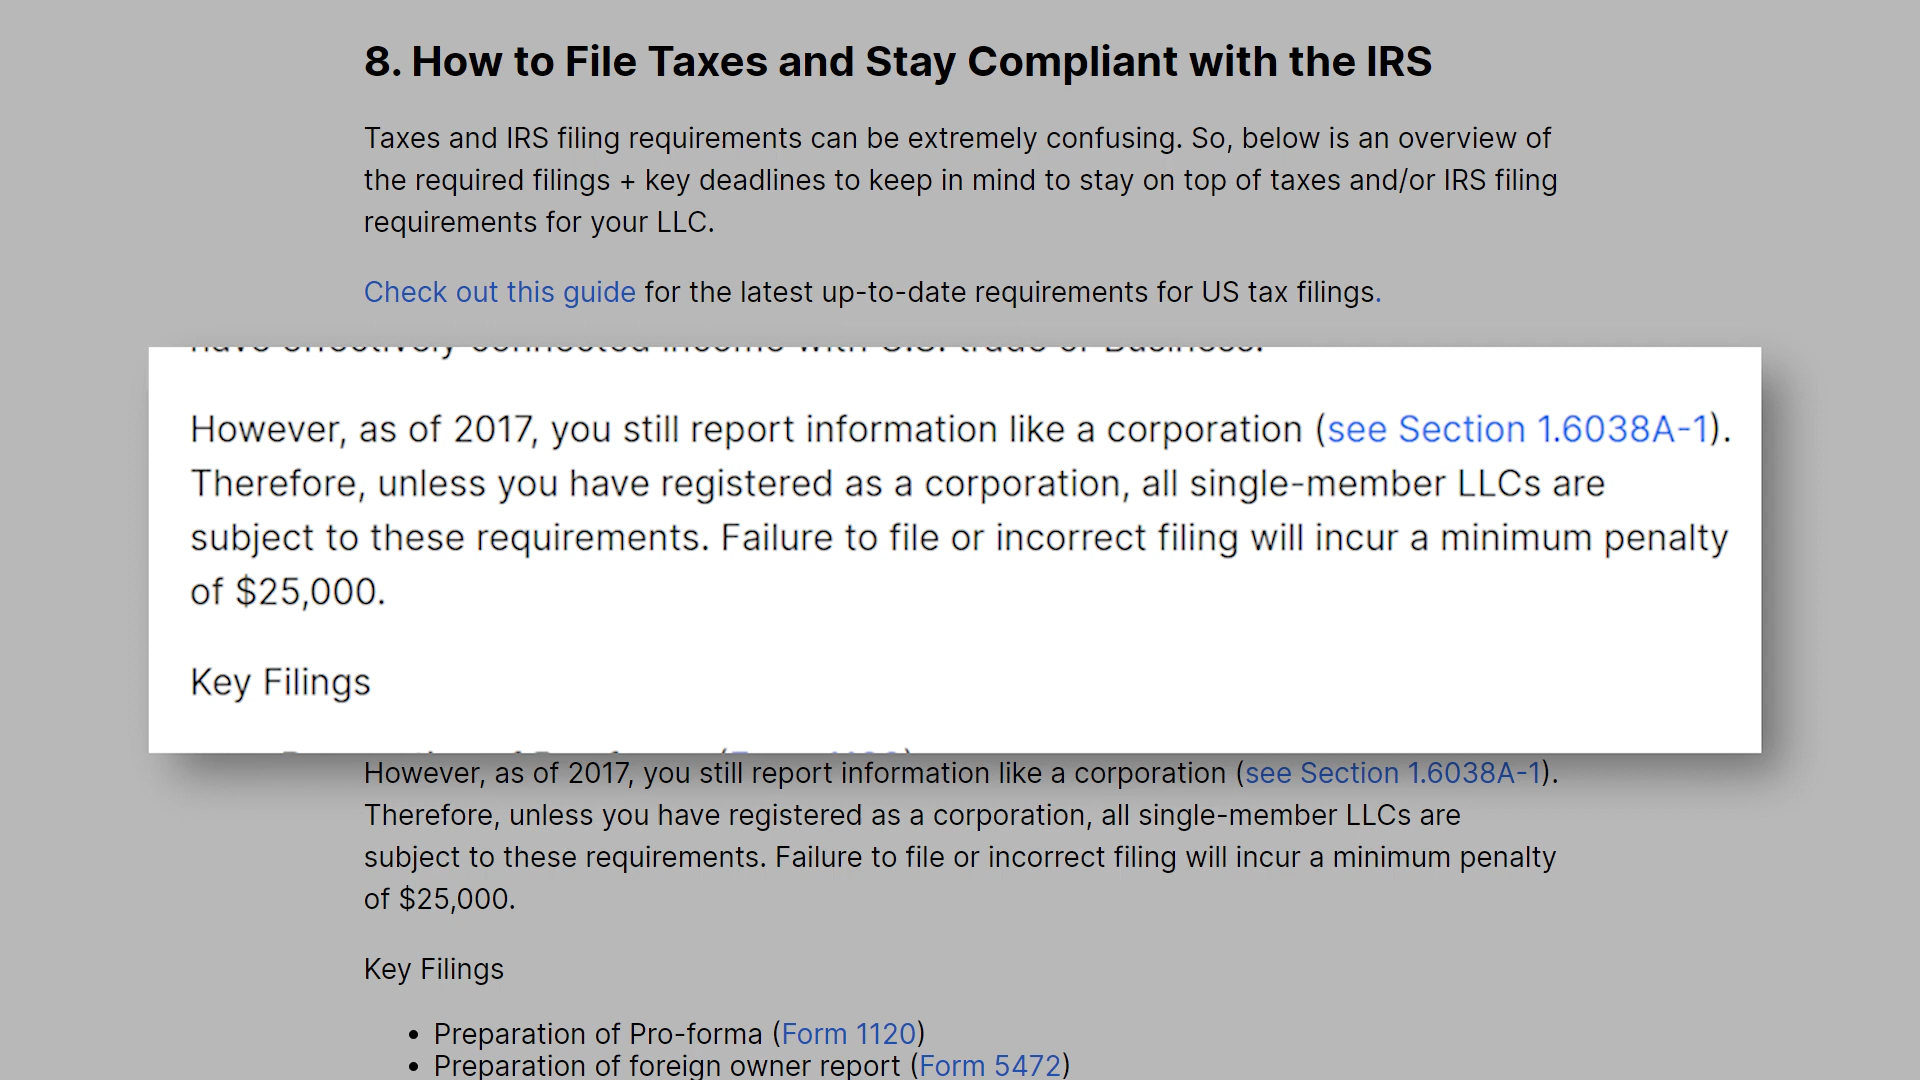 8. How to File Taxes and Stay Compliant with the IRS
Taxes and IRS filing requirements can be extremely confusing. So, below is an overview of
the required filings + key deadlines to keep in mind to stay on top of taxes and/or IRS filing
requirements for your LLC.
Check out this guide for the latest up-to-date requirements for US tax filings.
have effectively connected income with U.S. trade or Business.
However, as of 2017, you still report information like a corporation (see Section 1.6038A-1).
Therefore, unless you have registered as a corporation, all single-member LLCs are
subject to these requirements. Failure to file or incorrect filing will incur a minimum penalty
of $25,000.
Key Filings
However, as of 2017, you still report information like a corporation (see Section 1.6038A-1).
Therefore, unless you have registered as a corporation, all single-member LLCs are
subject to these requirements. Failure to file or incorrect filing will incur a minimum penalty
of $25,000.
Key Filings
• Preparation of Pro-forma (Form 1120)
• Preparation of foreign owner report (Form 5472)